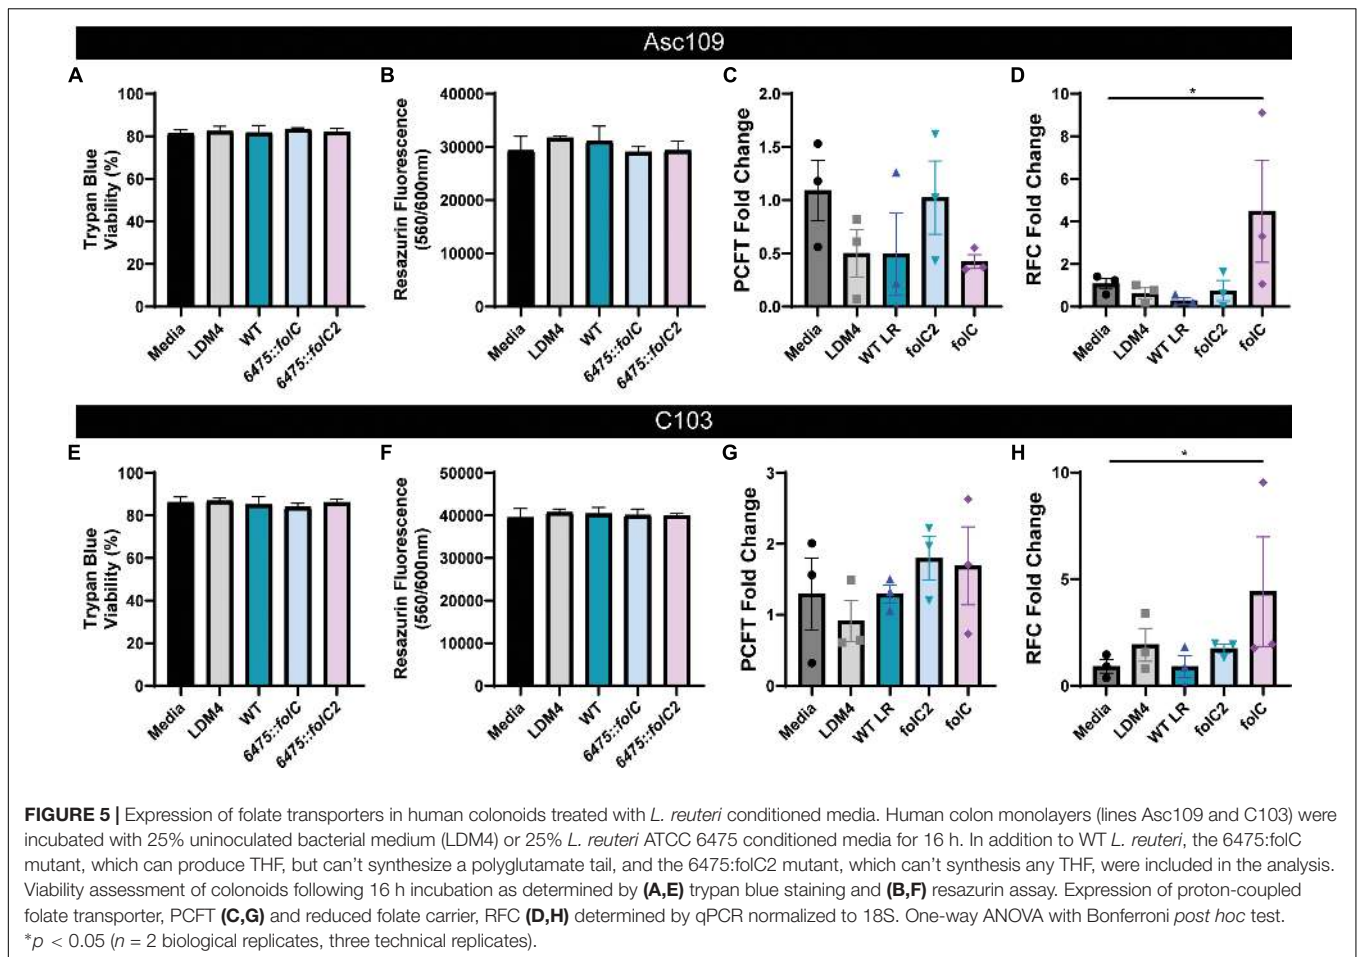 Asc109
A
B
C
D
Trypan Blue
Viability (%)
100
80
60
40
20
0
Media
LDM4
WT
6475::folC
6475::folC2
Resazurin Fluorescence
(560/600nm)
40000
30000
20000
10000
0
Media
LDM4
WT
6475::folC
6475::folC2
PCFT Fold Change
2.0
1.5
1.0
0.5
0.0
Media
LDM4
WT LR
folC2
folC
RFC Fold Change
10
8
6
4
2
0
*
Media
LDM4
WT LR
folC2
folC
C103
E
F
G
H
Trypan Blue
Viability (%)
100
80
60
40
20
0
Media
LDM4
WT
6475::folC
6475::folC2
Resazurin Fluorescence
(560/600nm)
50000
40000
30000
20000
10000
0
Media
LDM4
WT
6475::folC
6475::folC2
PCFT Fold Change
3
2
1
0
Media
LDM4
WT LR
folC2
folC
RFC Fold Change
10
5
0
*
Media
LDM4
WT LR
folC2
folC
FIGURE 5 | Expression of folate transporters in human colonoids treated with L. reuteri conditioned media. Human colon monolayers (lines Asc109 and C103) were
incubated with 25% uninoculated bacterial medium (LDM4) or 25% L. reuteri ATCC 6475 conditioned media for 16 h. In addition to WT L. reuteri, the 6475:folC
mutant, which can produce THF, but can't synthesize a polyglutamate tail, and the 6475:folC2 mutant, which can't synthesis any THF, were included in the analysis.
Viability assessment of colonoids following 16 h incubation as determined by (A,E) trypan blue staining and (B,F) resazurin assay. Expression of proton-coupled
folate transporter, PCFT (C,G) and reduced folate carrier, RFC (D,H) determined by qPCR normalized to 18S. One-way ANOVA with Bonferroni post hoc test.
*p < 0.05 (n = 2 biological replicates, three technical replicates).